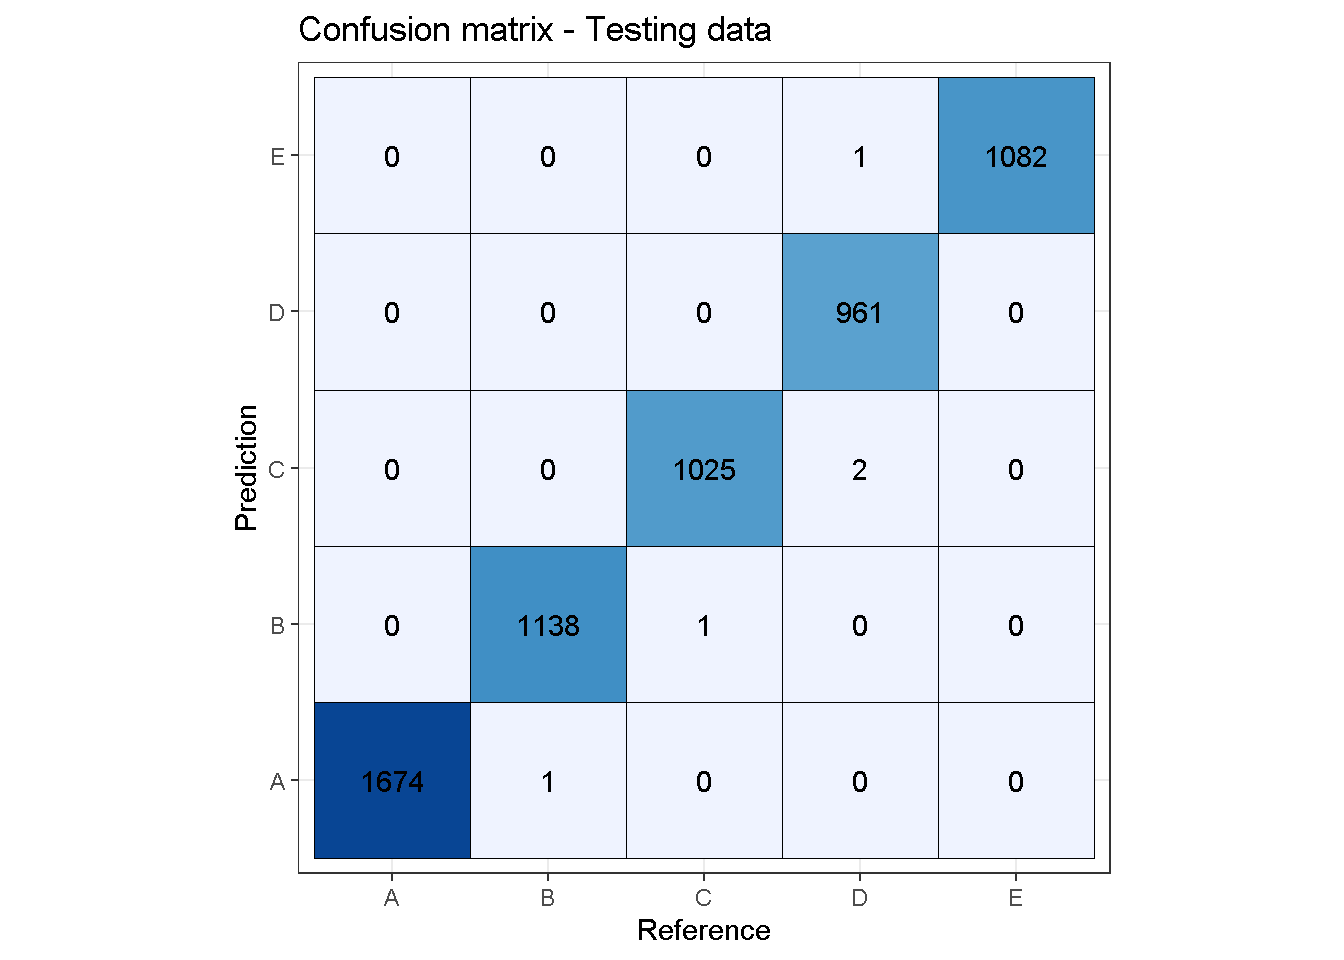 Confusion matrix - Testing data
E 0 0 0 1 1082
D 0 0 0 961 0
Prediction
C 0 0 1025 2 0
B 0 1138 1 0 0
A 1674 1 0 0 0
A B C D E
Reference